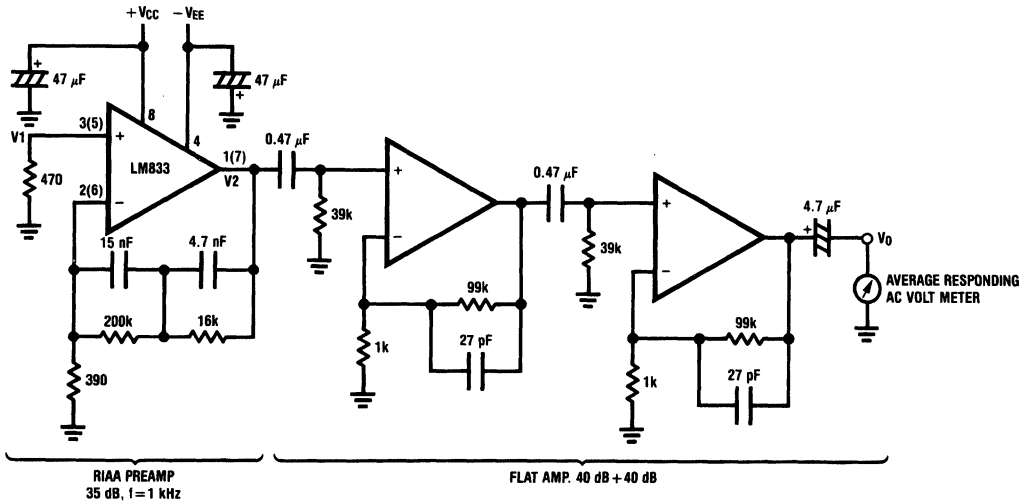 +VCC
−VEE
+
47 µF
47 µF
+
8
4
V1
3(5)
+
LM833
1(7)
V2
2(6)
−
470
15 nF
4.7 nF
200k
16k
390
0.47 µF
39k
+
−
99k
27 pF
1k
0.47 µF
39k
+
−
99k
27 pF
1k
4.7 µF
+
VO
AVERAGE RESPONDING
AC VOLT METER
RIAA PREAMP
35 dB, f = 1 kHz
FLAT AMP. 40 dB + 40 dB